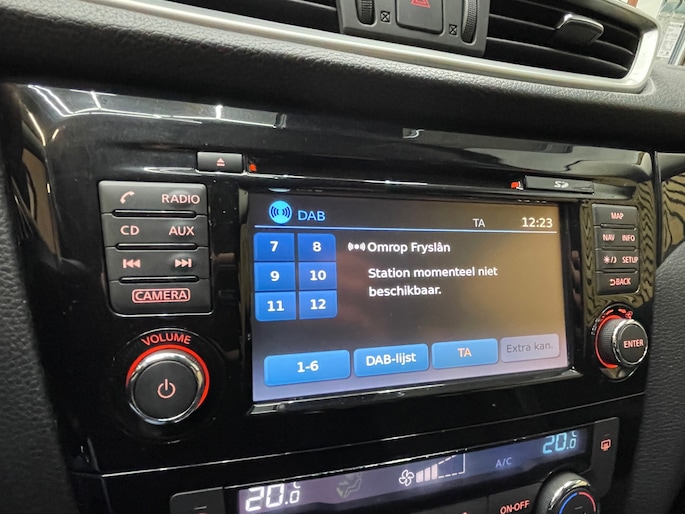 RADIO
CD AUX
CAMERA
VOLUME
DAB TA 12:23
7 8
9 10
11 12
Omrop Fryslân
Station momenteel niet
beschikbaar.
1-6 DAB-lijst TA Extra kan.
SD
MAP
NAV INFO
SETUP
BACK
ENTER
20.0°C A/C 20.0°C
ON-OFF